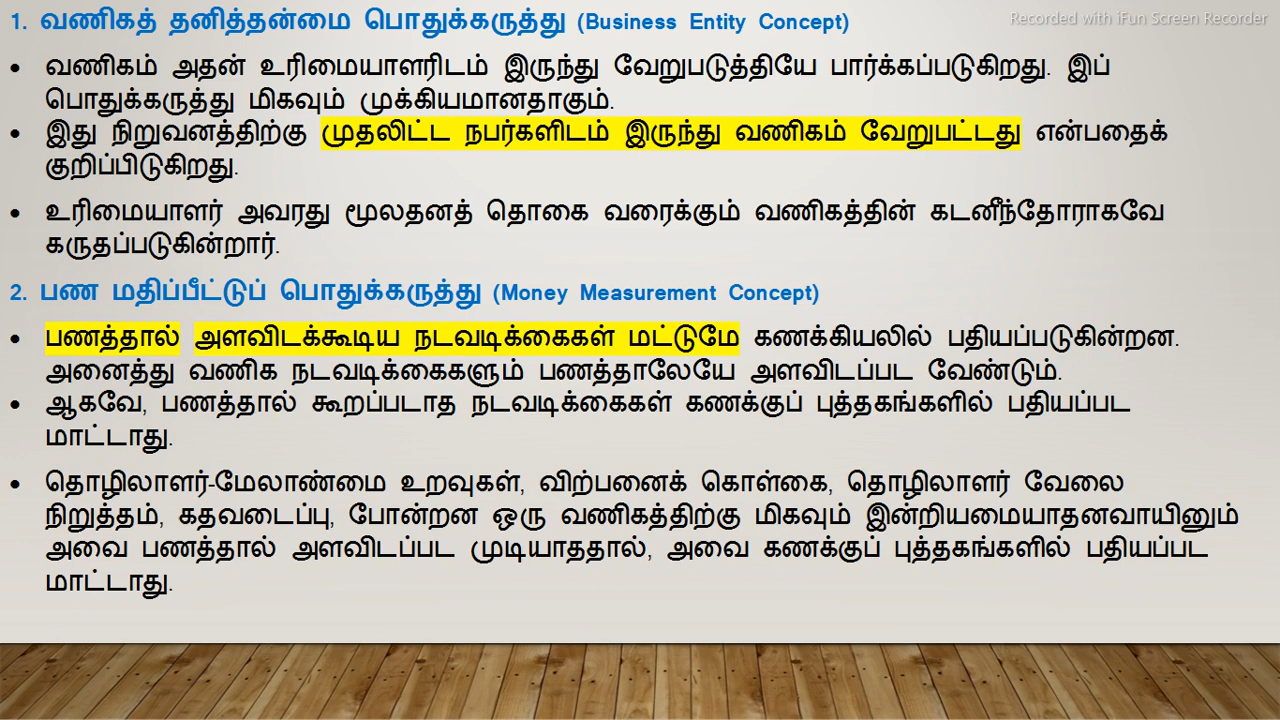 Recorded with iFun Screen Recorder
1. வணிகத் தனித்தன்மை பொதுக்கருத்து (Business Entity Concept)
• வணிகம் அதன் உரிமையாளரிடம் இருந்து வேறுபடுத்தியே பார்க்கப்படுகிறது. இப்
பொதுக்கருத்து மிகவும் முக்கியமானதாகும்.
• இது நிறுவனத்திற்கு முதலிட்ட நபர்களிடம் இருந்து வணிகம் வேறுபட்டது என்பதைக்
குறிப்பிடுகிறது.
• உரிமையாளர் அவரது மூலதனத் தொகை வரைக்கும் வணிகத்தின் கடனீந்தோராகவே
கருதப்படுகின்றார்.
2. பண மதிப்பீட்டுப் பொதுக்கருத்து (Money Measurement Concept)
• பணத்தால் அளவிடக்கூடிய நடவடிக்கைகள் மட்டுமே கணக்கியலில் பதியப்படுகின்றன.
அனைத்து வணிக நடவடிக்கைகளும் பணத்தாலேயே அளவிடப்பட வேண்டும்.
• ஆகவே, பணத்தால் கூறப்படாத நடவடிக்கைகள் கணக்குப் புத்தகங்களில் பதியப்பட
மாட்டாது.
• தொழிலாளர்-மேலாண்மை உறவுகள், விற்பனைக் கொள்கை, தொழிலாளர் வேலை
நிறுத்தம், கதவடைப்பு, போன்றன ஒரு வணிகத்திற்கு மிகவும் இன்றியமையாதனவாயினும்
அவை பணத்தால் அளவிடப்பட முடியாததால், அவை கணக்குப் புத்தகங்களில் பதியப்பட
மாட்டாது.